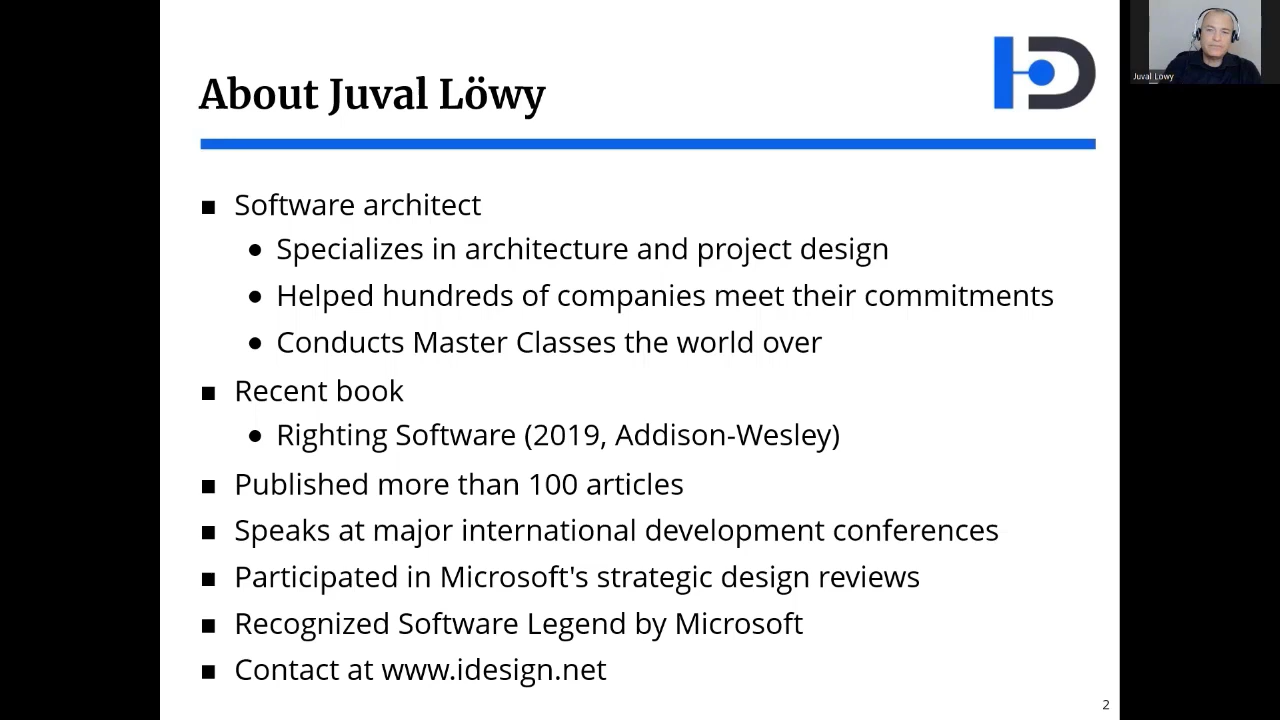 About Juval Löwy
Juval Lowy
■ Software architect
● Specializes in architecture and project design
● Helped hundreds of companies meet their commitments
● Conducts Master Classes the world over
■ Recent book
● Righting Software (2019, Addison-Wesley)
■ Published more than 100 articles
■ Speaks at major international development conferences
■ Participated in Microsoft's strategic design reviews
■ Recognized Software Legend by Microsoft
■ Contact at www.idesign.net
2